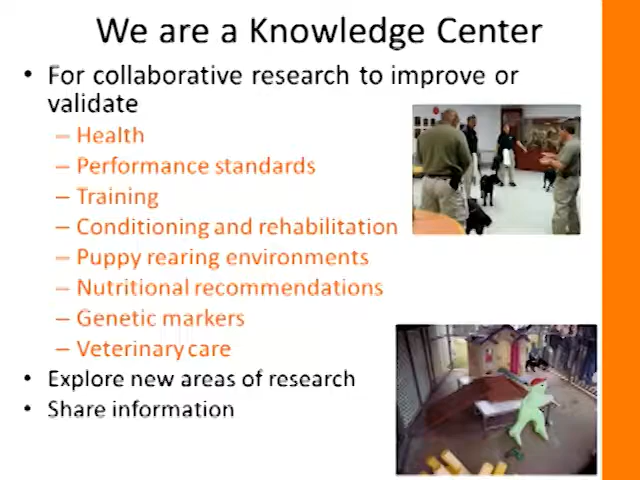 We are a Knowledge Center
• For collaborative research to improve or
validate
– Health
– Performance standards
– Training
– Conditioning and rehabilitation
– Puppy rearing environments
– Nutritional recommendations
– Genetic markers
– Veterinary care
• Explore new areas of research
• Share information